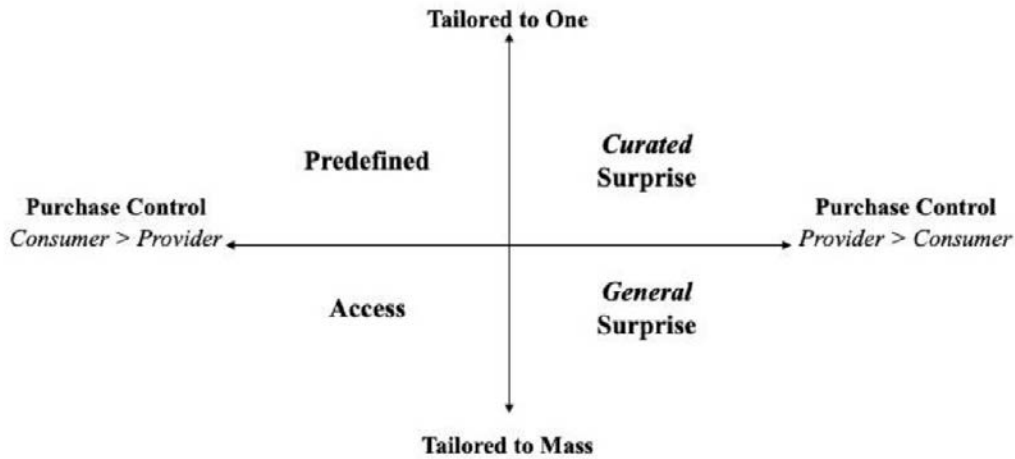 Tailored to One
Predefined
Curated
Surprise
Purchase Control
Consumer > Provider
Purchase Control
Provider > Consumer
Access
General
Surprise
Tailored to Mass